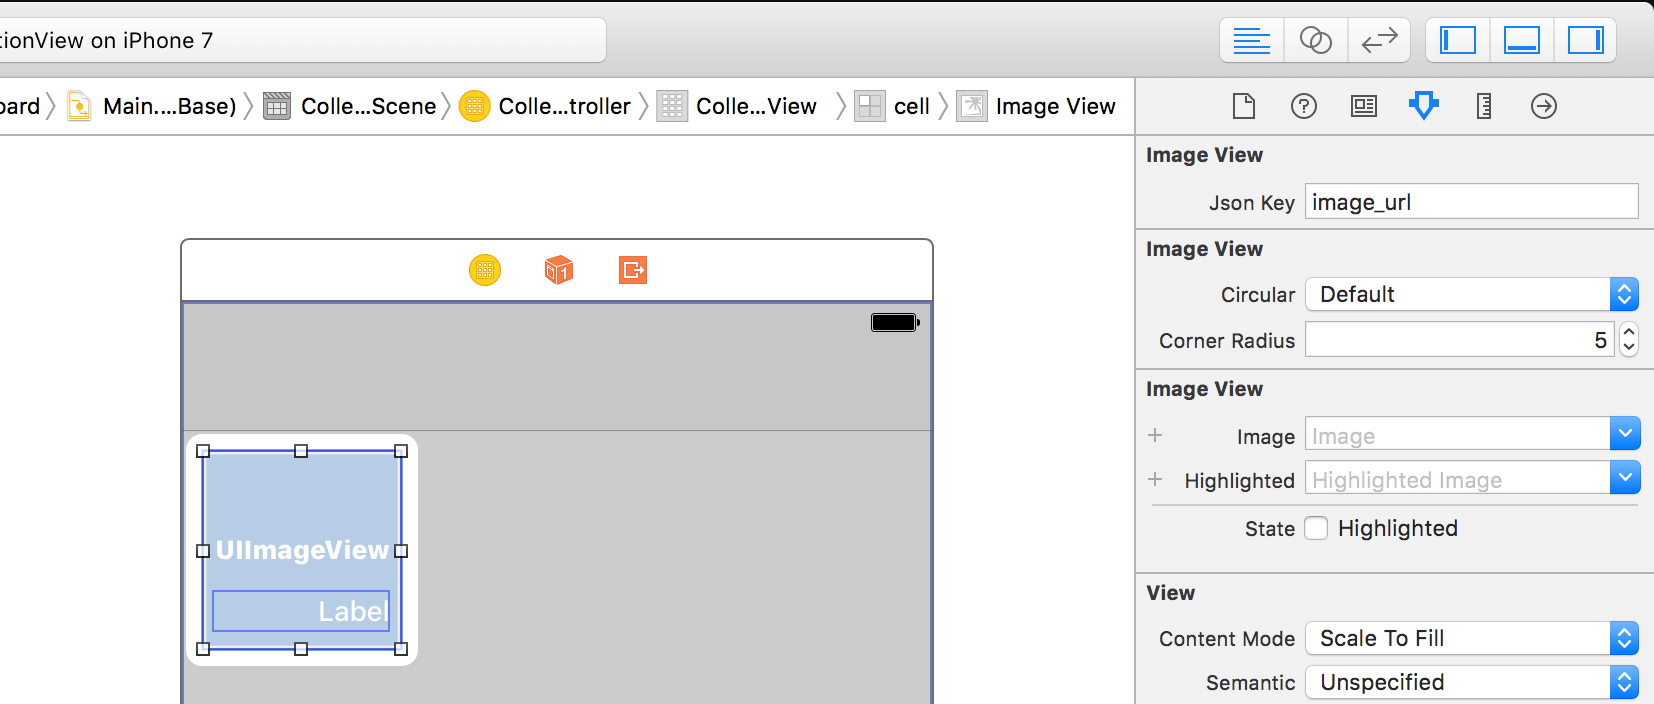 tionView on iPhone 7
oard Main....Base) Colle...Scene Colle...troller Colle...View cell Image View
1
UIImageView
Label
Image View
Json Key image_url
Image View
Circular Default
Corner Radius 5
Image View
+ Image Image
+ Highlighted Highlighted Image
State Highlighted
View
Content Mode Scale To Fill
Semantic Unspecified